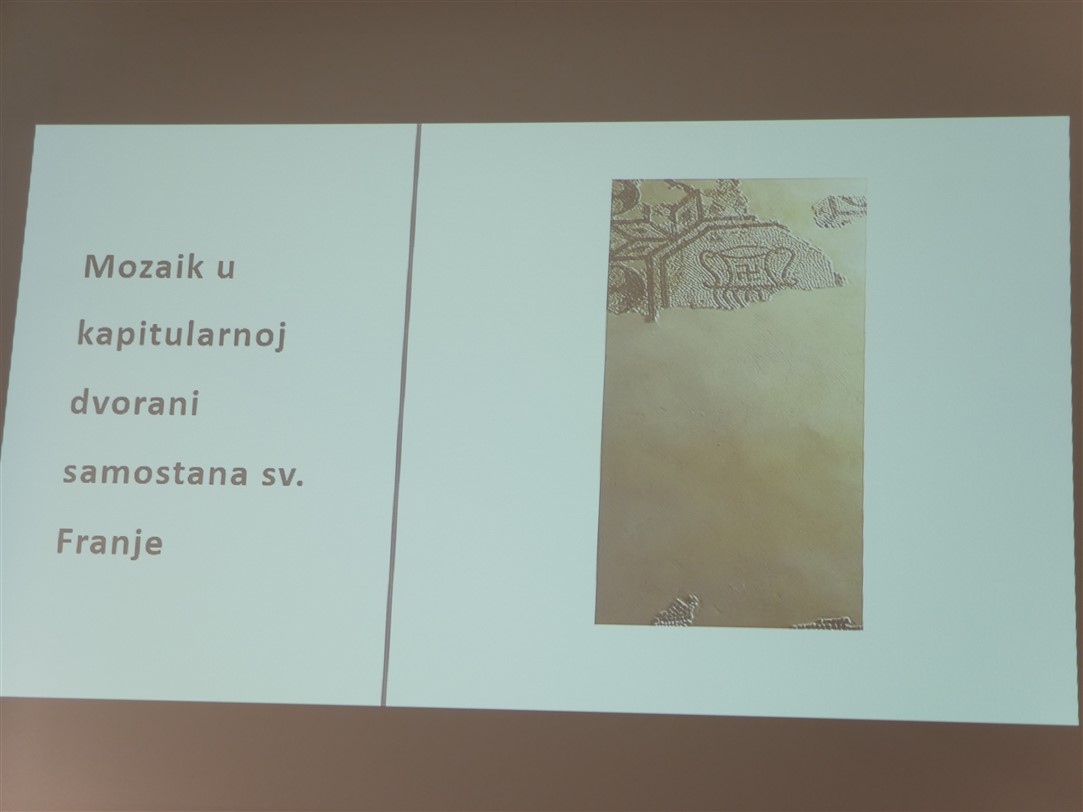 Mozaik u
kapitularnoj
dvorani
samostana sv.
Franje